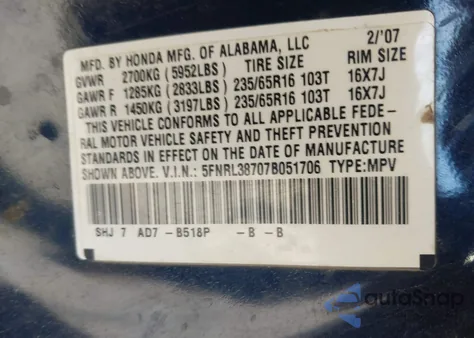 MFD. BY HONDA MFG. OF ALABAMA, LLC 2/'07
GVWR 2700KG (5952LBS) TIRE SIZE RIM SIZE
GAWR F 1285KG (2833LBS) 235/65R16 103T 16X7J
GAWR R 1450KG (3197LBS) 235/65R16 103T 16X7J
THIS VEHICLE CONFORMS TO ALL APPLICABLE FEDE-
RAL MOTOR VEHICLE SAFETY AND THEFT PREVENTION
STANDARDS IN EFFECT ON THE DATE OF MANUFACTURE
SHOWN ABOVE. V.I.N.: 5FNRL38707B051706 TYPE:MPV
SHJ 7 AD7 -B518P -B -B
autoSnap